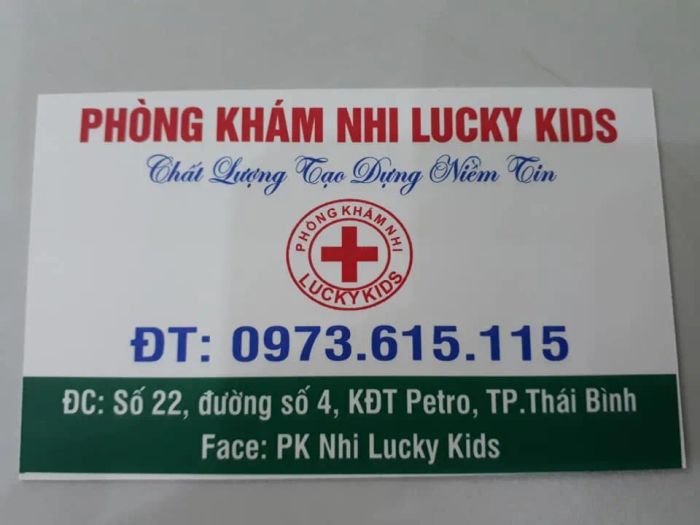 PHÒNG KHÁM NHI LUCKY KIDS
Chất Lượng Tạo Dựng Niềm Tin
PHÒNG KHÁM NHI
LUCKY KIDS
ĐT: 0973.615.115
ĐC: Số 22, đường số 4, KĐT Petro, TP.Thái Bình
Face: PK Nhi Lucky Kids